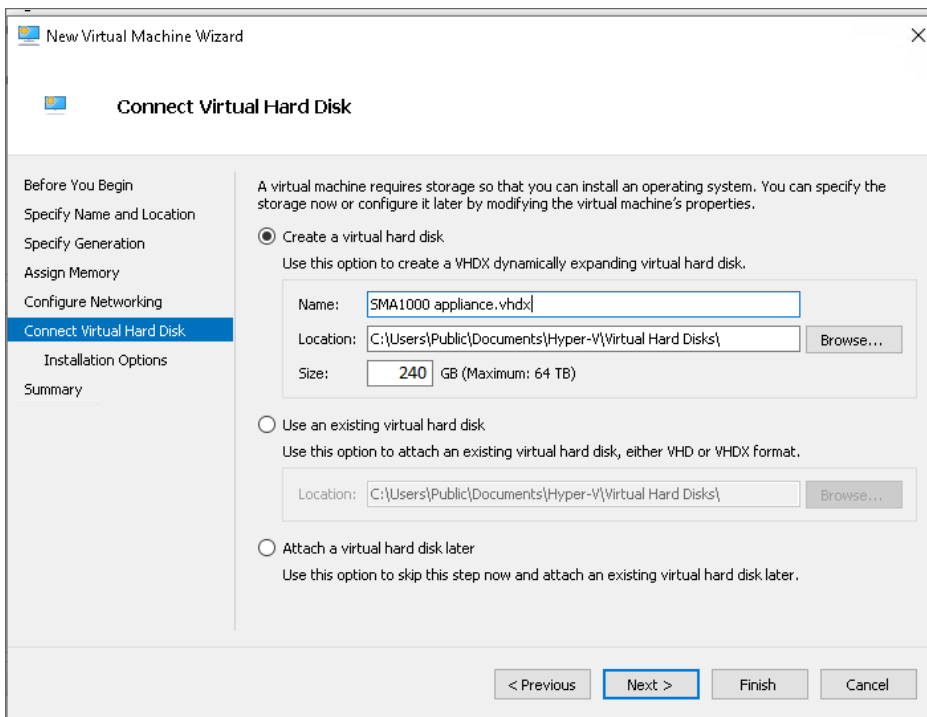 New Virtual Machine Wizard
Connect Virtual Hard Disk
Before You Begin
Specify Name and Location
Specify Generation
Assign Memory
Configure Networking
Connect Virtual Hard Disk
Installation Options
Summary
A virtual machine requires storage so that you can install an operating system. You can specify the
storage now or configure it later by modifying the virtual machine's properties.
Create a virtual hard disk
Use this option to create a VHDX dynamically expanding virtual hard disk.
Name: SMA1000 appliance.vhdx
Location: C:\Users\Public\Documents\Hyper-V\Virtual Hard Disks\ Browse...
Size: 240 GB (Maximum: 64 TB)
Use an existing virtual hard disk
Use this option to attach an existing virtual hard disk, either VHD or VHDX format.
Location: C:\Users\Public\Documents\Hyper-V\Virtual Hard Disks\ Browse...
Attach a virtual hard disk later
Use this option to skip this step now and attach an existing virtual hard disk later.
< Previous Next > Finish Cancel